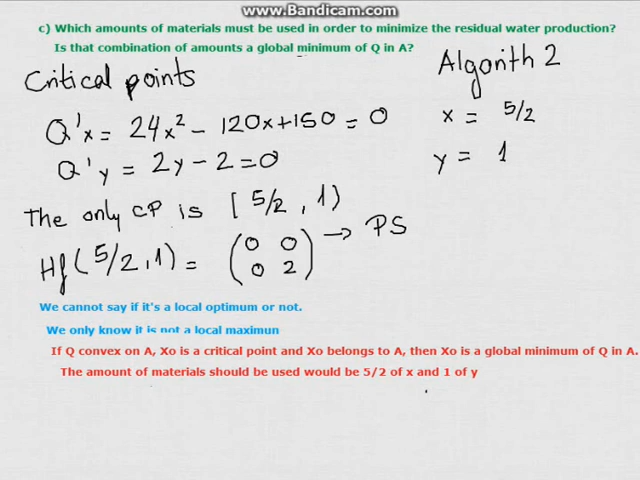 www.Bandicam.com
c) Which amounts of materials must be used in order to minimize the residual water production?
Is that combination of amounts a global minimum of Q in A?
Critical points
Algorith 2
Q'x = 24x² - 120x+150 = 0
x = 5/2
Q'y = 2y - 2 = 0
y = 1
The only CP is [5/2, 1)
Hf(5/2,1) = (0 0
0 2) → PS
We cannot say if it's a local optimum or not.
We only know it is not a local maximun
If Q convex on A, Xo is a critical point and Xo belongs to A, then Xo is a global minimum of Q in A.
The amount of materials should be used would be 5/2 of x and 1 of y